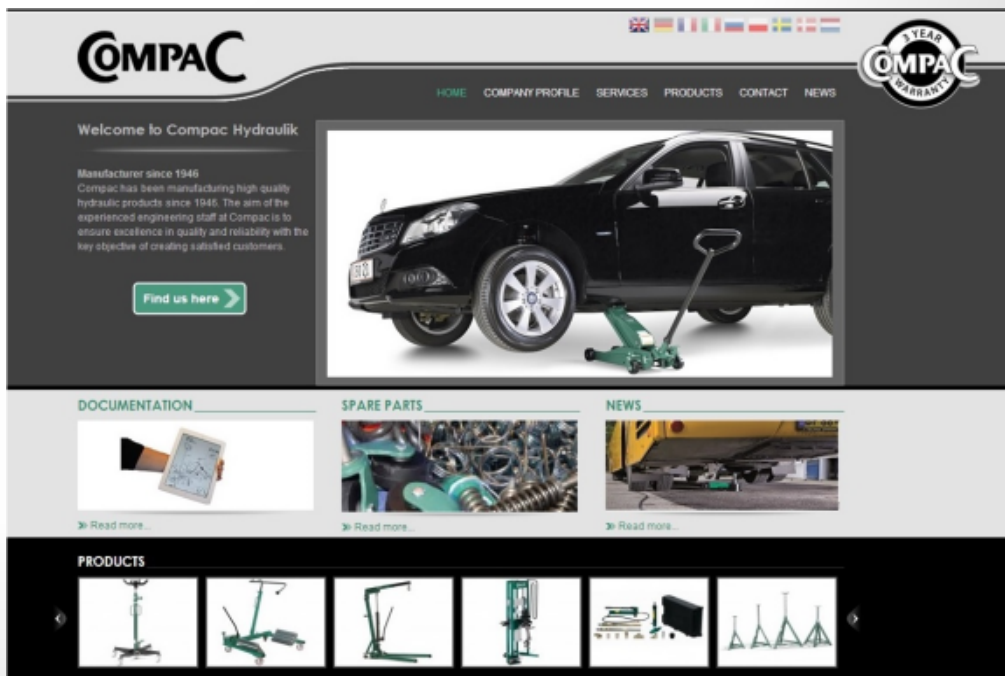 COMPAC
3 YEAR
COMPAC
WARRANTY
HOME COMPANY PROFILE SERVICES PRODUCTS CONTACT NEWS
Welcome to Compac Hydraulik
Manufacturer since 1946
Compac has been manufacturing high quality
hydraulic products since 1946. The aim of the
experienced engineering staff at Compac is to
ensure excellence in quality and reliability with the
key objective of creating satisfied customers.
Find us here
DOCUMENTATION SPARE PARTS NEWS
Read more... Read more... Read more...
PRODUCTS